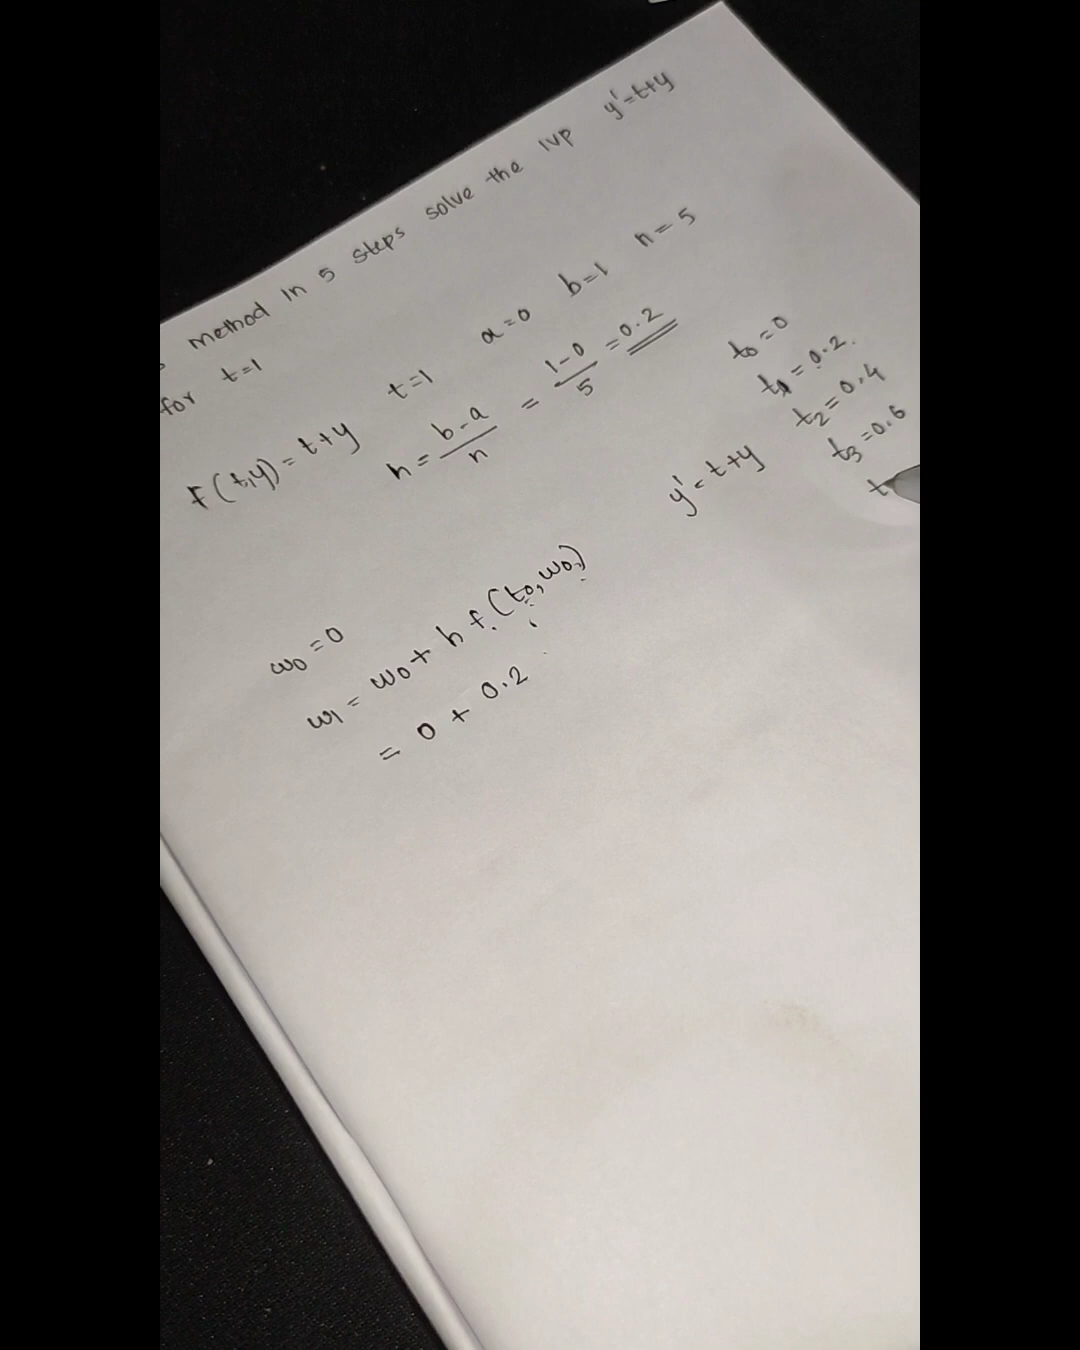 method in 5 steps solve the IVP y'=t+y
for t=1
f(t,y)=t+y t=1 a=0 b=1 n=5
h=b-a/n = 1-0/5 =0.2
t0=0
t1=0.2.
y'=t+y t2=0.4
t3=0.6
t
w0=0
w1= w0+ h f(t0,w0)
= 0 + 0.2